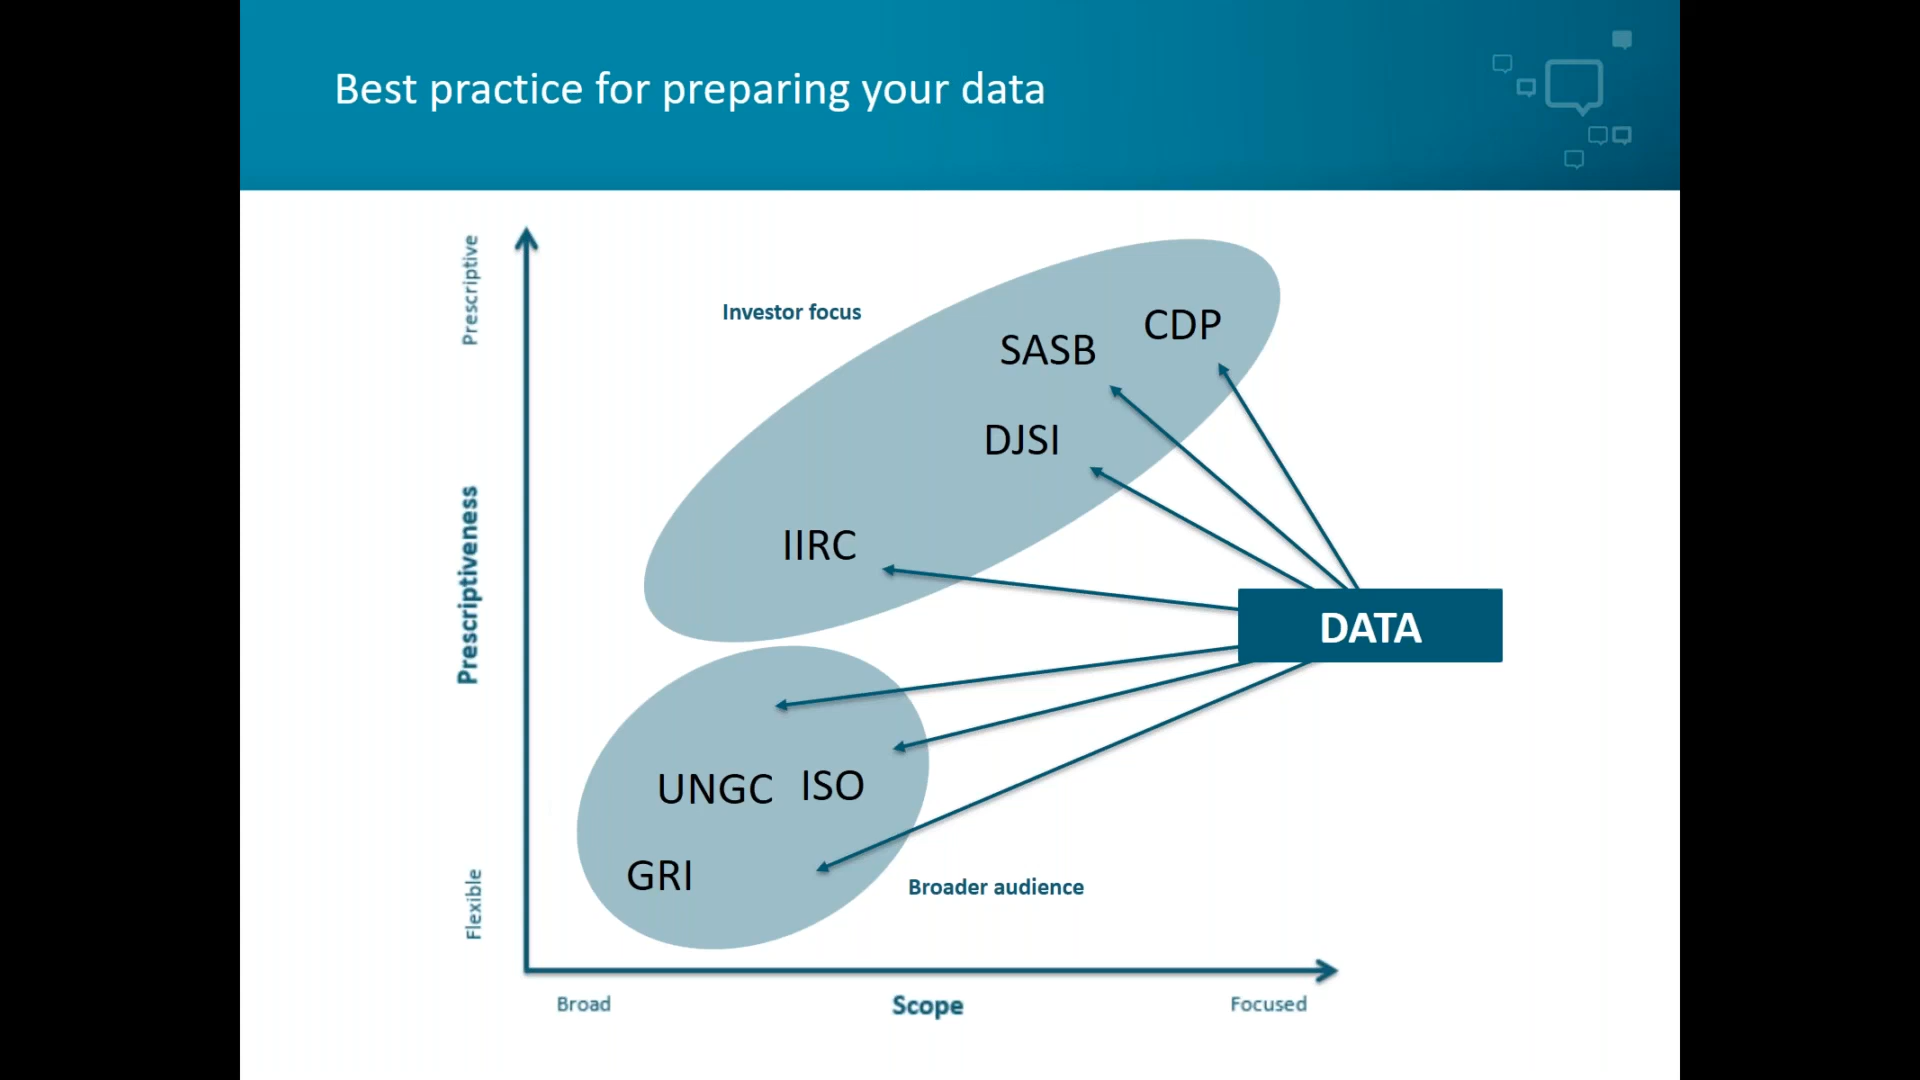 Best practice for preparing your data
Prescriptive
Investor focus
CDP
SASB
DJSI
Prescriptiveness
IIRC
DATA
UNGC ISO
GRI
Flexible
Broader audience
Broad
Scope
Focused